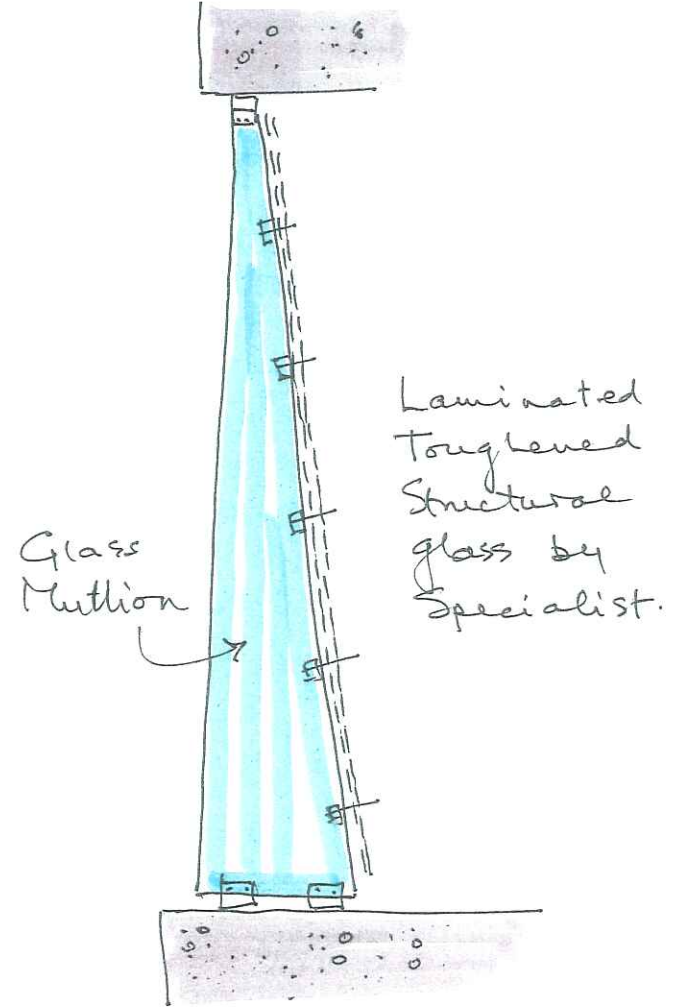 Glass
Mullion
Laminated
Toughened
Structural
glass by
Specialist.